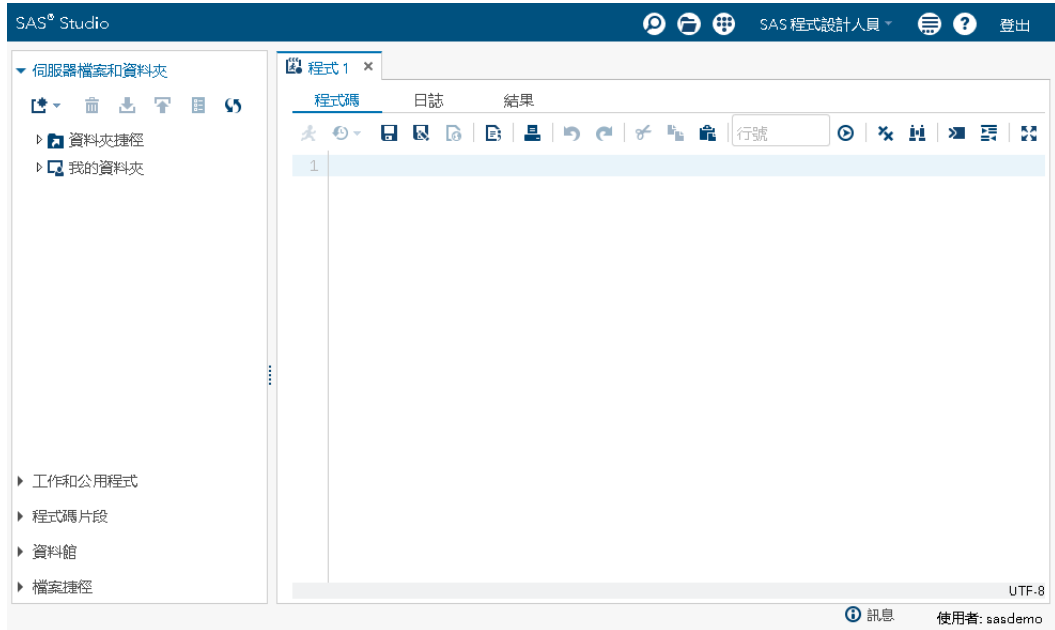 SAS® Studio
SAS 程式設計人員
登出
伺服器檔案和資料夾
資料夾捷徑
我的資料夾
工作和公用程式
程式碼片段
資料館
檔案捷徑
程式 1
程式碼 日誌 結果
行號
1
UTF-8
訊息 使用者: sasdemo